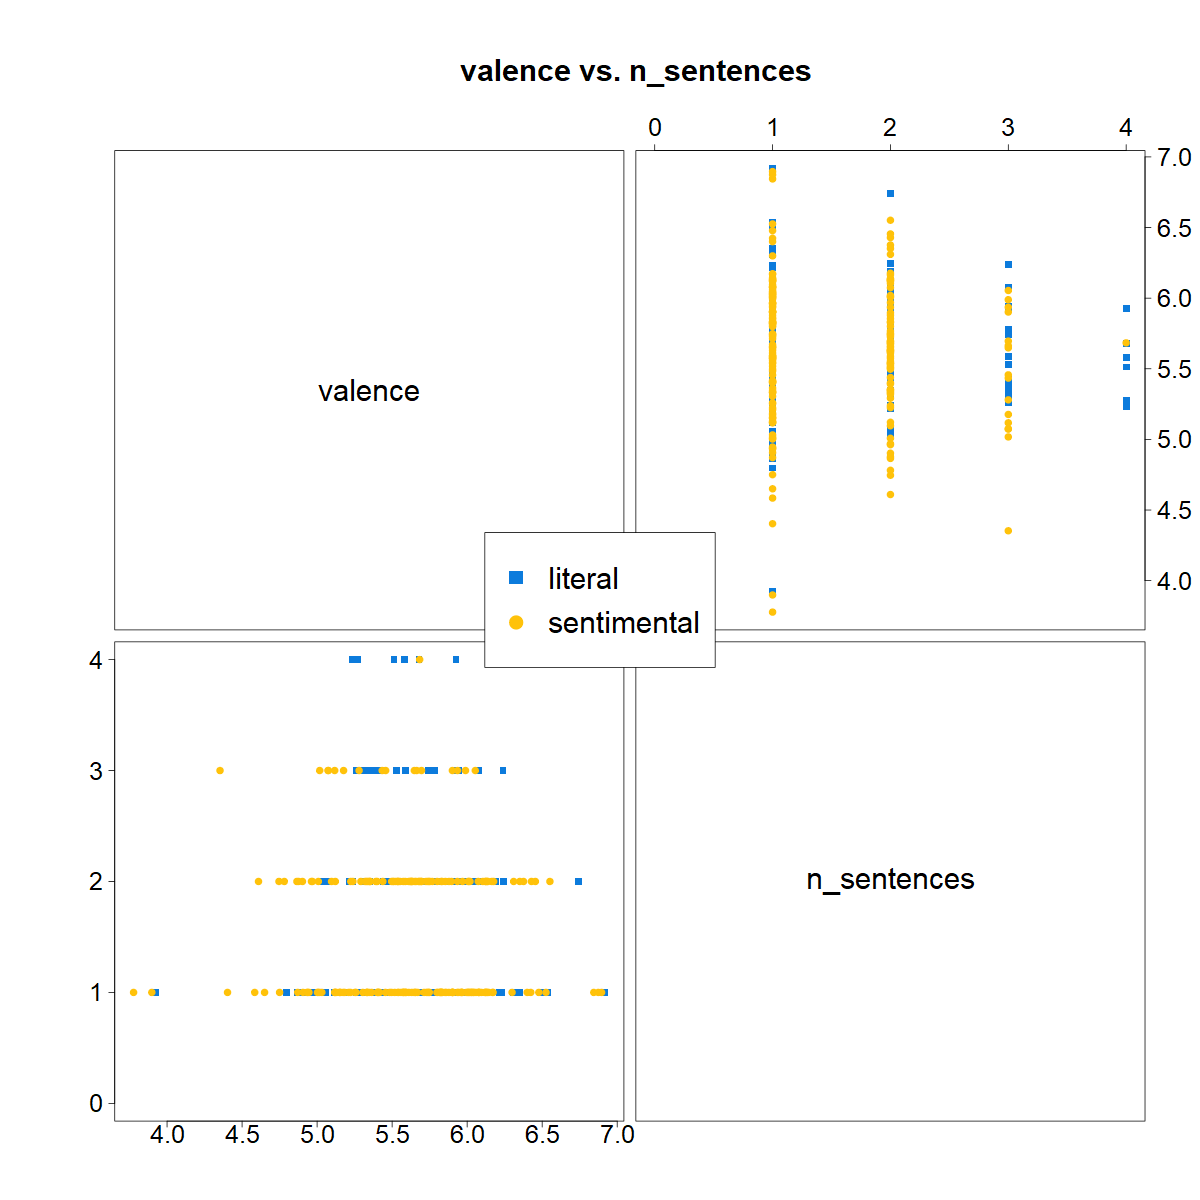 valence vs. n_sentences
0 1 2 3 4
7.0
6.5
6.0
5.5
5.0
4.5
4.0
valence
literal
sentimental
4
3
2
1
0
n_sentences
4.0 4.5 5.0 5.5 6.0 6.5 7.0